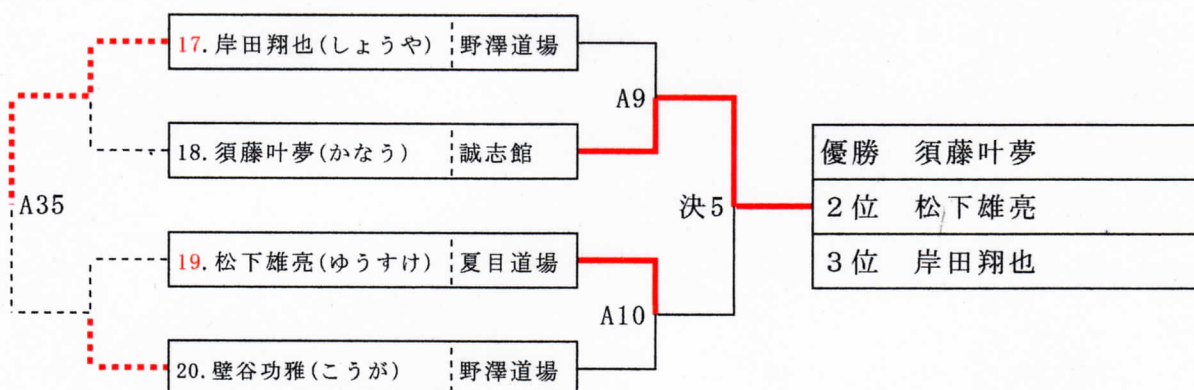 17.岸田翔也(しょうや) 野澤道場
A9
18.須藤叶夢(かなう) 誠志館
A35
決5
19.松下雄亮(ゆうすけ) 夏目道場
A10
20.壁谷功雅(こうが) 野澤道場
優勝 須藤叶夢
2位 松下雄亮
3位 岸田翔也